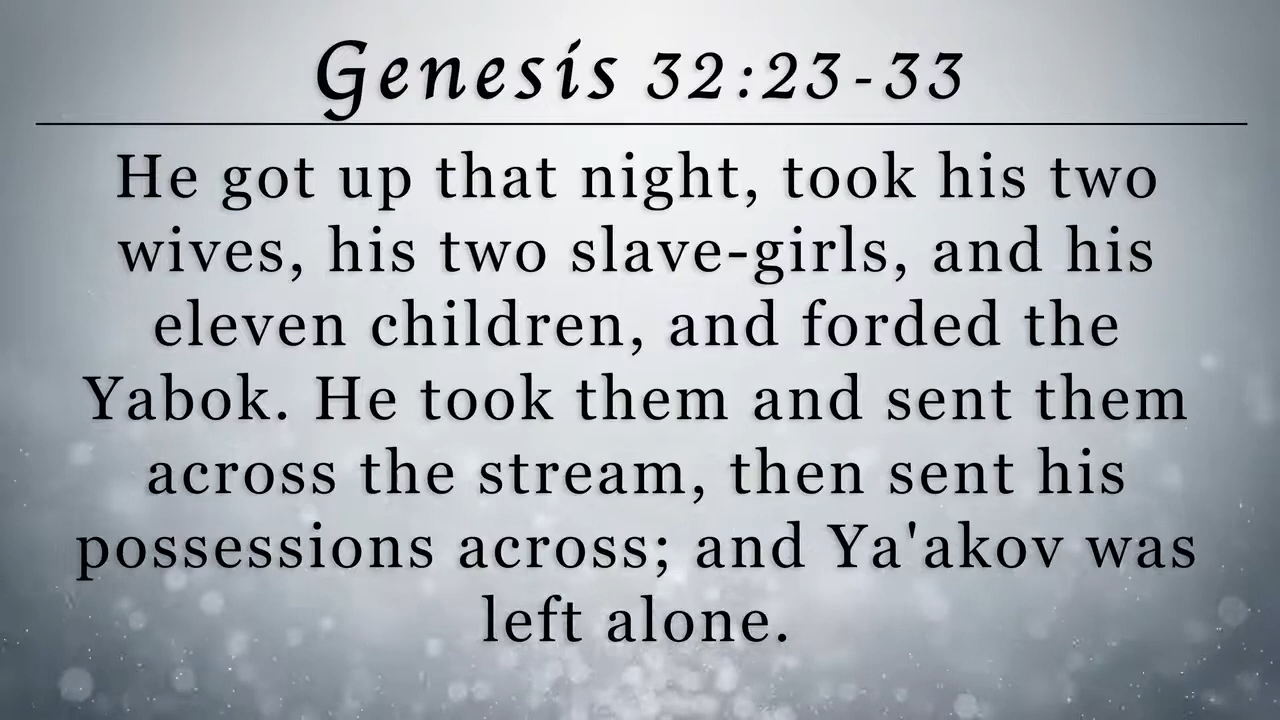 Genesis 32:23-33
He got up that night, took his two
wives, his two slave-girls, and his
eleven children, and forded the
Yabok. He took them and sent them
across the stream, then sent his
possessions across; and Ya'akov was
left alone.